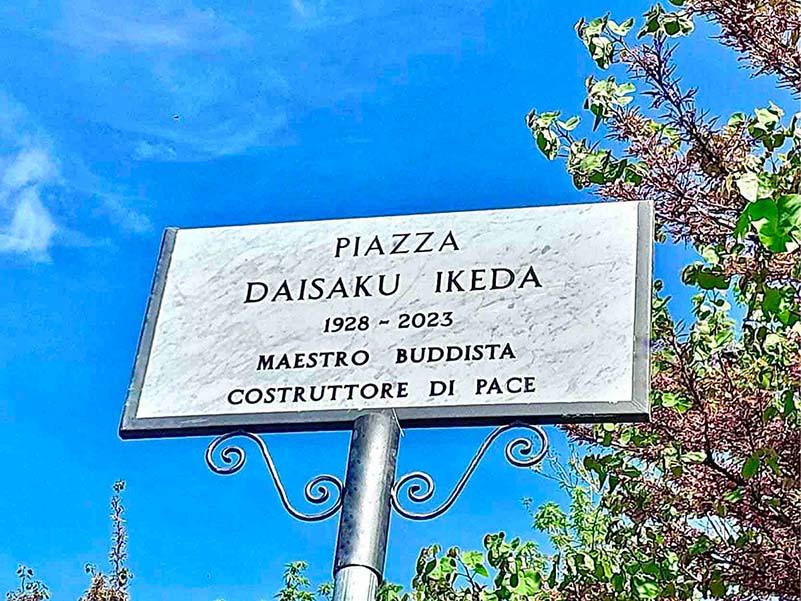 PIAZZA
DAISAKU IKEDA
1928 ~ 2023
MAESTRO BUDDISTA
COSTRUTTORE DI PACE